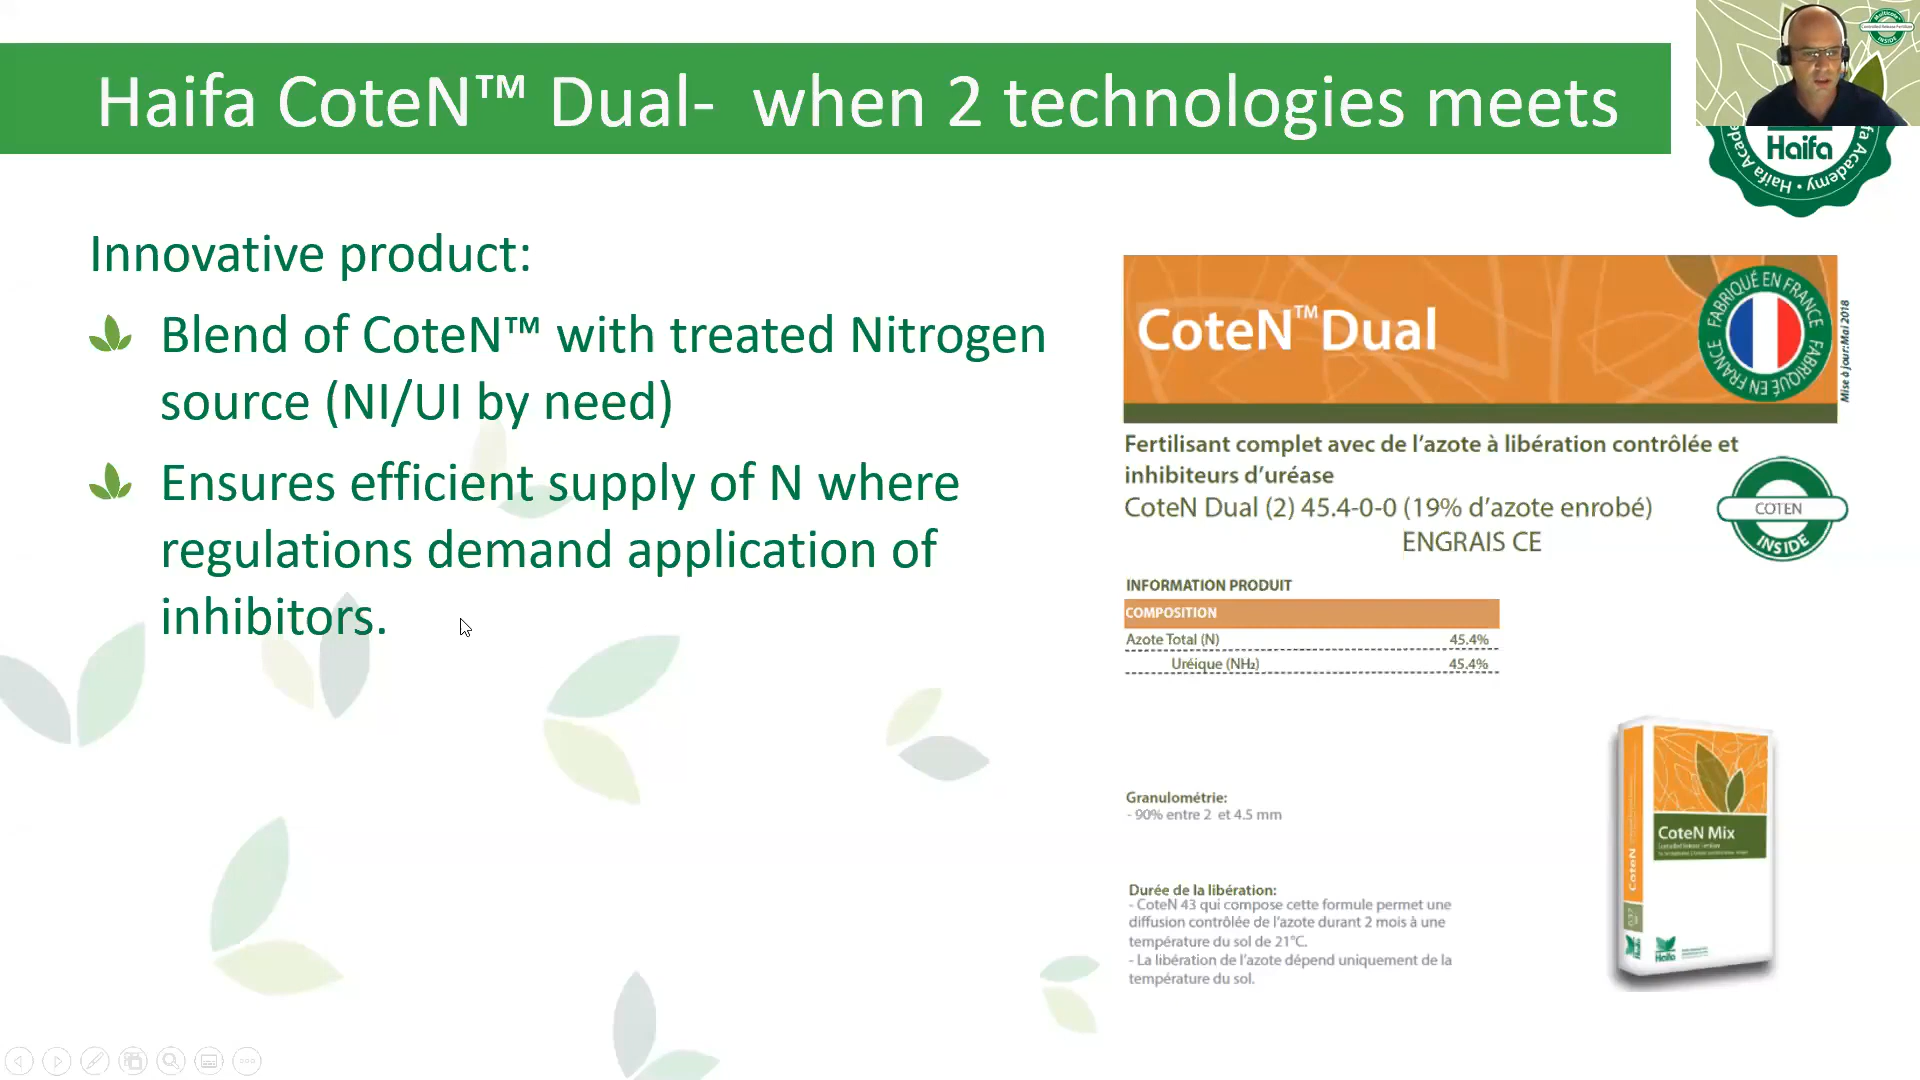 Haifa CoteN™ Dual-  when 2 technologies meets
Haifa
Haifa Academy
Innovative product:
Blend of CoteN™ with treated Nitrogen
source (NI/UI by need)
Ensures efficient supply of N where
regulations demand application of
inhibitors.
CoteN™Dual
FABRIQUÉ EN FRANCE
FABRIQUÉ EN FRANCE
Mise à jour:Mai 2018
Fertilisant complet avec de l'azote à libération contrôlée et
inhibiteurs d'uréase
CoteN Dual (2) 45.4-0-0 (19% d'azote enrobé)
ENGRAIS CE
COTEN
INSIDE
INFORMATION PRODUIT
COMPOSITION
Azote Total (N) 45.4%
Uréique (NH₂) 45.4%
Granulométrie:
- 90% entre 2 et 4.5 mm
Durée de la libération:
- CoteN 43 qui compose cette formule permet une
diffusion contrôlée de l'azote durant 2 mois à une
température du sol de 21°C.
- La libération de l'azote dépend uniquement de la
température du sol.
CoteN Mix
CoteN
Haifa